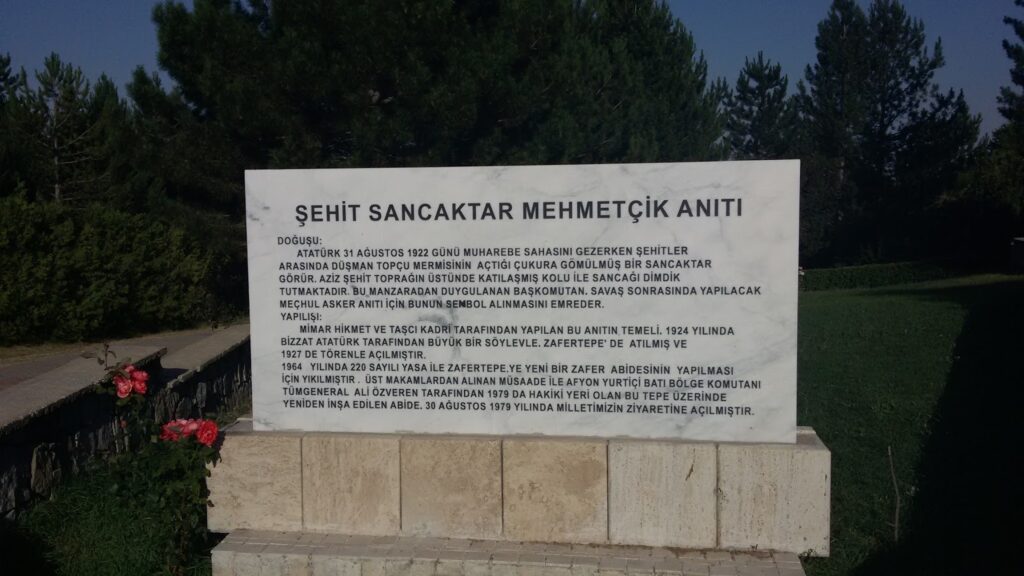 ŞEHİT SANCAKTAR MEHMETÇİK ANITI
DOĞUŞU:
ATATÜRK 31 AĞUSTOS 1922 GÜNÜ MUHAREBE SAHASINI GEZERKEN ŞEHİTLER
ARASINDA DÜŞMAN TOPÇU MERMİSİNİN AÇTIĞI ÇUKURA GÖMÜLMÜŞ BİR SANCAKTAR
GÖRÜR. AZİZ ŞEHİT TOPRAĞIN ÜSTÜNDE KATILAŞMIŞ KOLU İLE SANCAĞI DİMDİK
TUTMAKTADIR. BU MANZARADAN DUYGULANAN BAŞKOMUTAN. SAVAŞ SONRASINDA YAPILACAK
MEÇHUL ASKER ANITI İÇİN BUNUN SEMBOL ALINMASINI EMREDER.
YAPILIŞI:
MİMAR HİKMET VE TAŞCI KADRİ TARAFINDAN YAPILAN BU ANITIN TEMELİ. 1924 YILINDA
BİZZAT ATATÜRK TARAFINDAN BÜYÜK BİR SÖYLEVLE. ZAFERTEPE' DE ATILMIŞ VE
1927 DE TÖRENLE AÇILMIŞTIR.
1964 YILINDA 220 SAYILI YASA İLE ZAFERTEPE.YE YENİ BİR ZAFER ABİDESİNİN YAPILMASI
İÇİN YIKILMIŞTIR . ÜST MAKAMLARDAN ALINAN MÜSAADE İLE AFYON YURTİÇİ BATI BÖLGE KOMUTANI
TÜMGENERAL ALİ ÖZVEREN TARAFINDAN 1979 DA HAKİKİ YERİ OLAN BU TEPE ÜZERİNDE
YENİDEN İNŞA EDİLEN ABİDE. 30 AĞUSTOS 1979 YILINDA MİLLETİMİZİN ZİYARETİNE AÇILMIŞTIR.